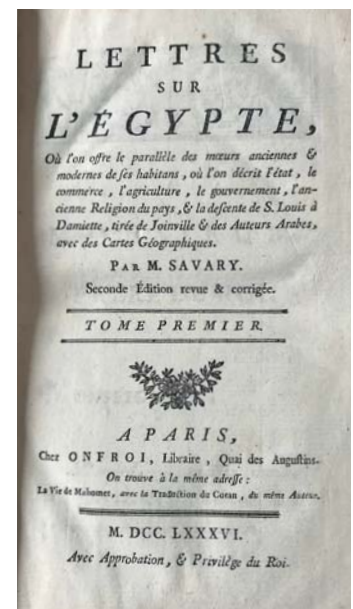 LETTRES
SUR
L'ÉGYPTE,
Où l'on offre le parallèle des mœurs anciennes &
modernes de ses habitans, où l'on décrit l'état, le
commerce, l'agriculture, le gouvernement, l'an-
cienne Religion du pays, & la descente de S. Louis à
Damiette, tirée de Joinville & des Auteurs Arabes,
avec des Cartes Géographiques.
PAR M. SAVARY.
Seconde Édition revue & corrigée.
TOME PREMIER.
A PARIS,
Chez ONFROI, Libraire, Quai des Augustins.
On trouve à la même adresse :
La Vie de Mahomet, avec la Traduction du Coran, du même Auteur.
M. DCC. LXXXVI.
Avec Approbation, & Privilège du Roi.